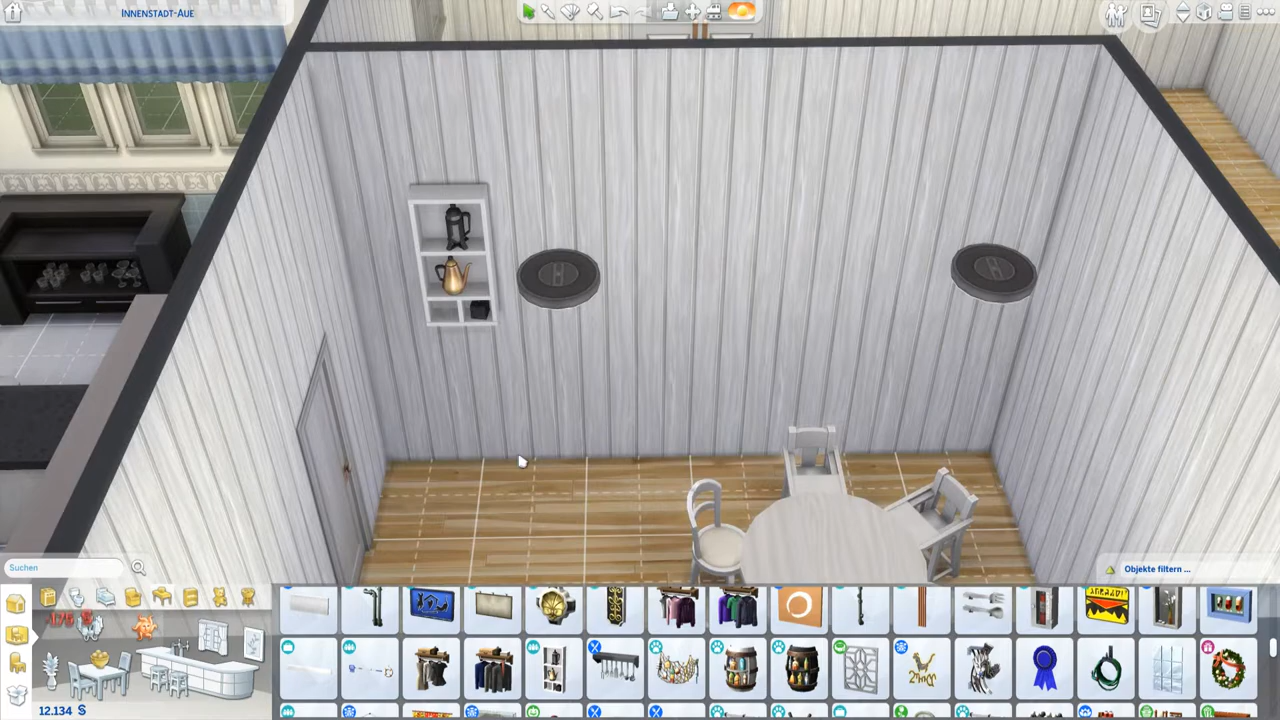 INNENSTADT-AUE
Suchen
Objekte filtern ...
12.134 $